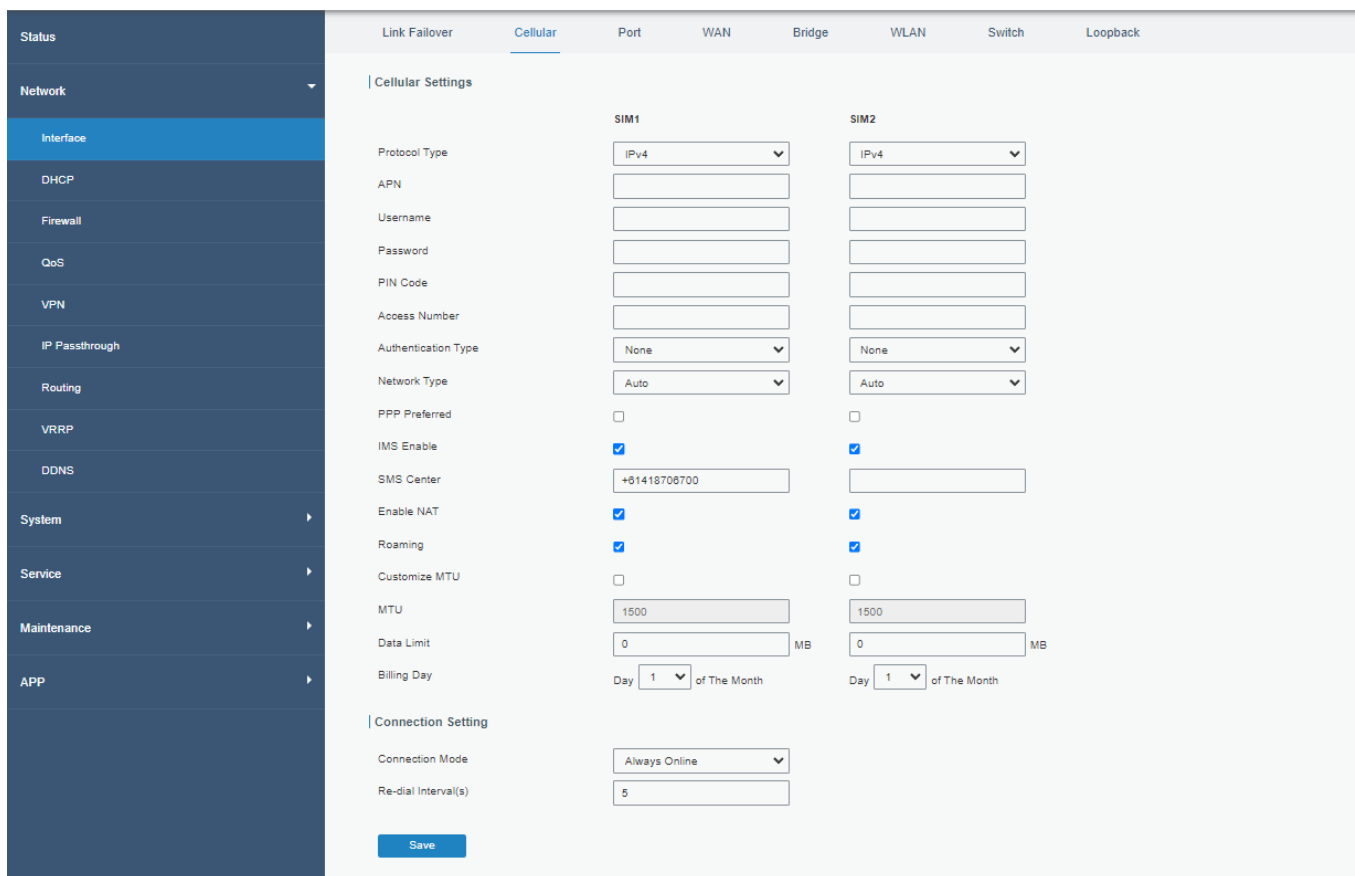 Status
Network
Interface
DHCP
Firewall
QoS
VPN
IP Passthrough
Routing
VRRP
DDNS
System
Service
Maintenance
APP
Link Failover Cellular Port WAN Bridge WLAN Switch Loopback
Cellular Settings
SIM1 SIM2
Protocol Type IPv4 IPv4
APN
Username
Password
PIN Code
Access Number
Authentication Type None None
Network Type Auto Auto
PPP Preferred
IMS Enable
SMS Center +61418706700
Enable NAT
Roaming
Customize MTU
MTU 1500 1500
Data Limit 0 MB 0 MB
Billing Day Day 1 of The Month Day 1 of The Month
Connection Setting
Connection Mode Always Online
Re-dial Interval(s) 5
Save